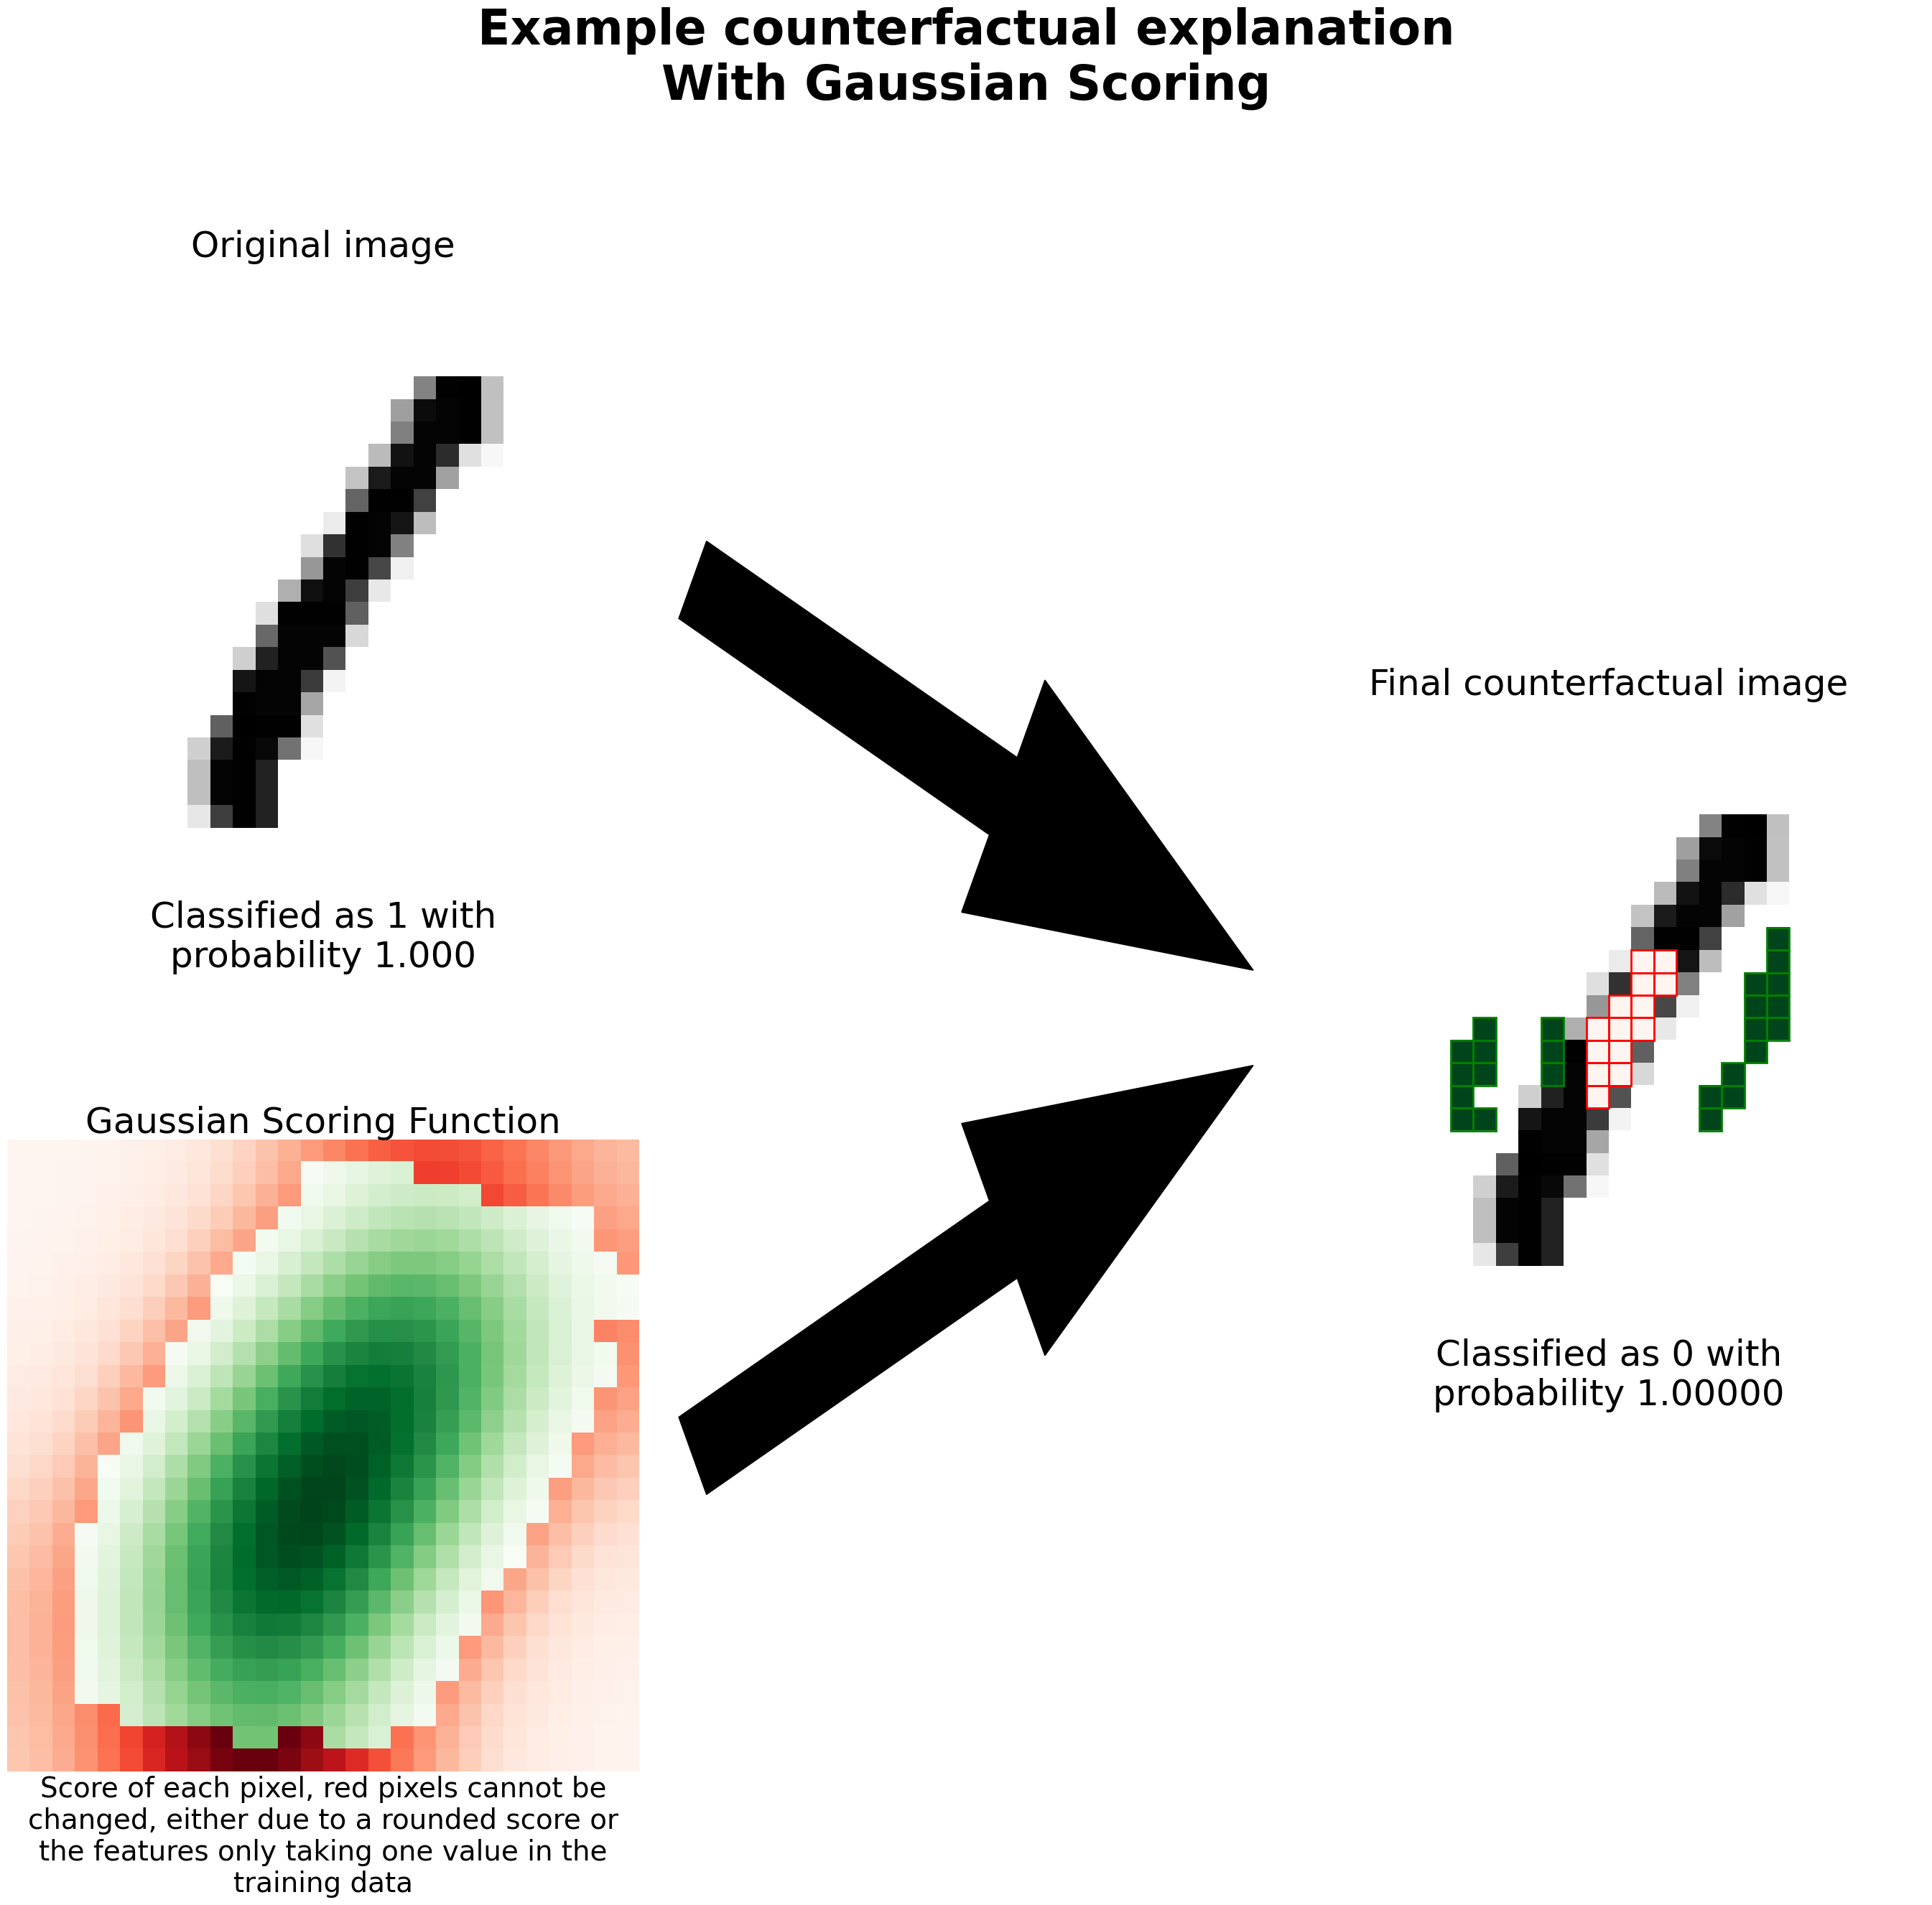 Example counterfactual explanation
With Gaussian Scoring
Original image
Classified as 1 with
probability 1.000
Gaussian Scoring Function
Score of each pixel, red pixels cannot be
changed, either due to a rounded score or
the features only taking one value in the
training data
Final counterfactual image
Classified as 0 with
probability 1.00000